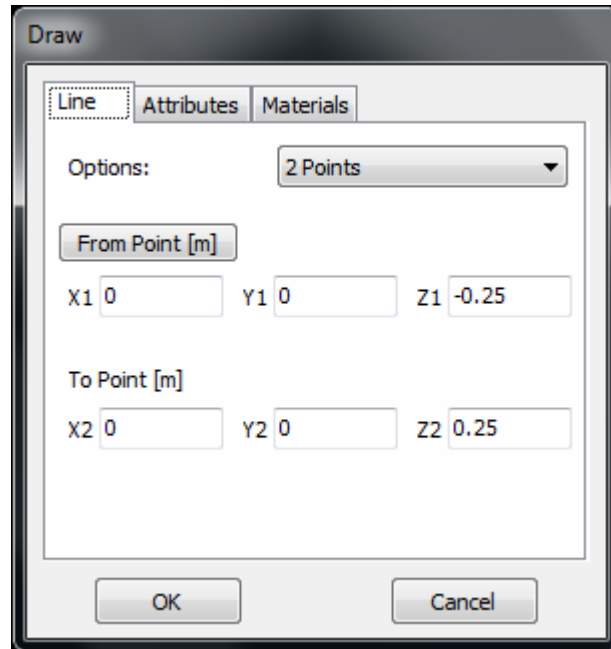 Draw
Line Attributes Materials
Options: 2 Points
From Point [m]
X1 0 Y1 0 Z1 -0.25
To Point [m]
X2 0 Y2 0 Z2 0.25
OK Cancel